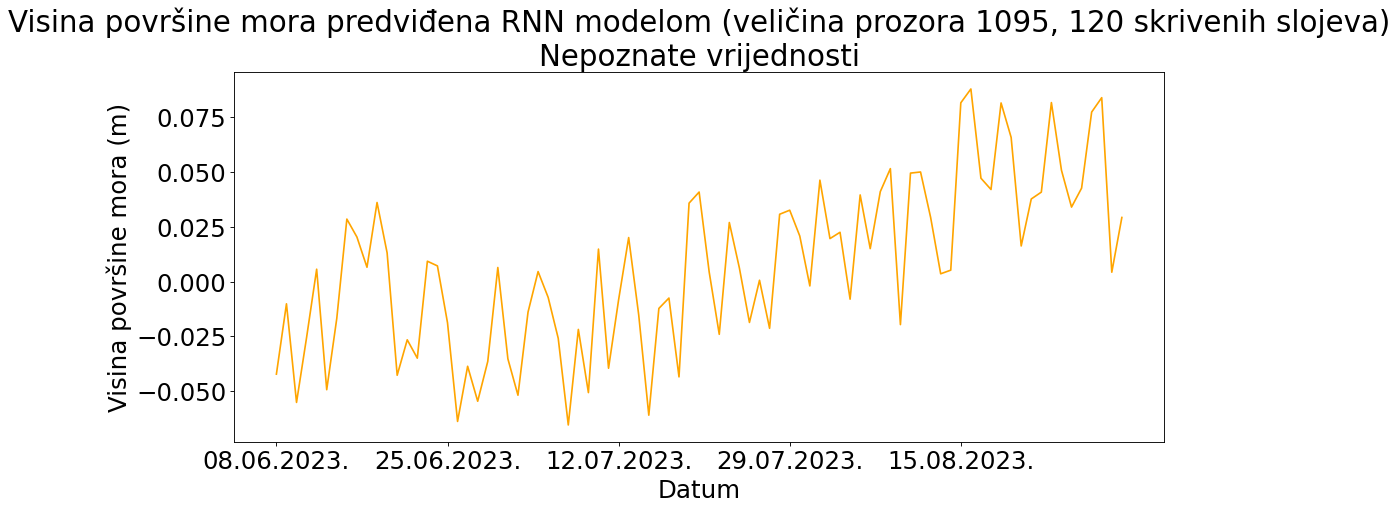 Visina površine mora predviđena RNN modelom (veličina prozora 1095, 120 skrivenih slojeva)
Nepoznate vrijednosti
Visina površine mora (m)
0.075
0.050
0.025
0.000
−0.025
−0.050
08.06.2023. 25.06.2023. 12.07.2023. 29.07.2023. 15.08.2023.
Datum